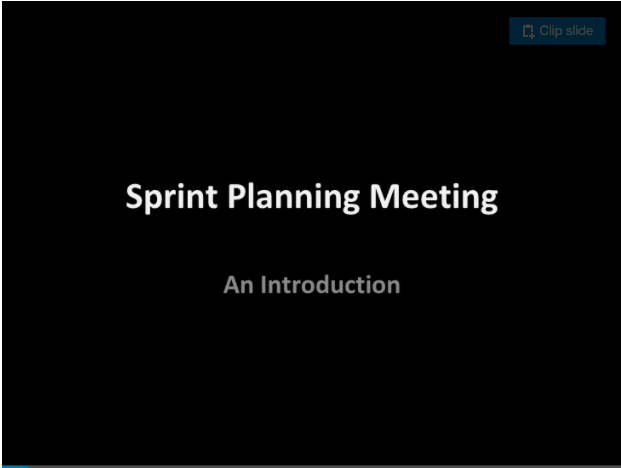 Clip slide
Sprint Planning Meeting
An Introduction